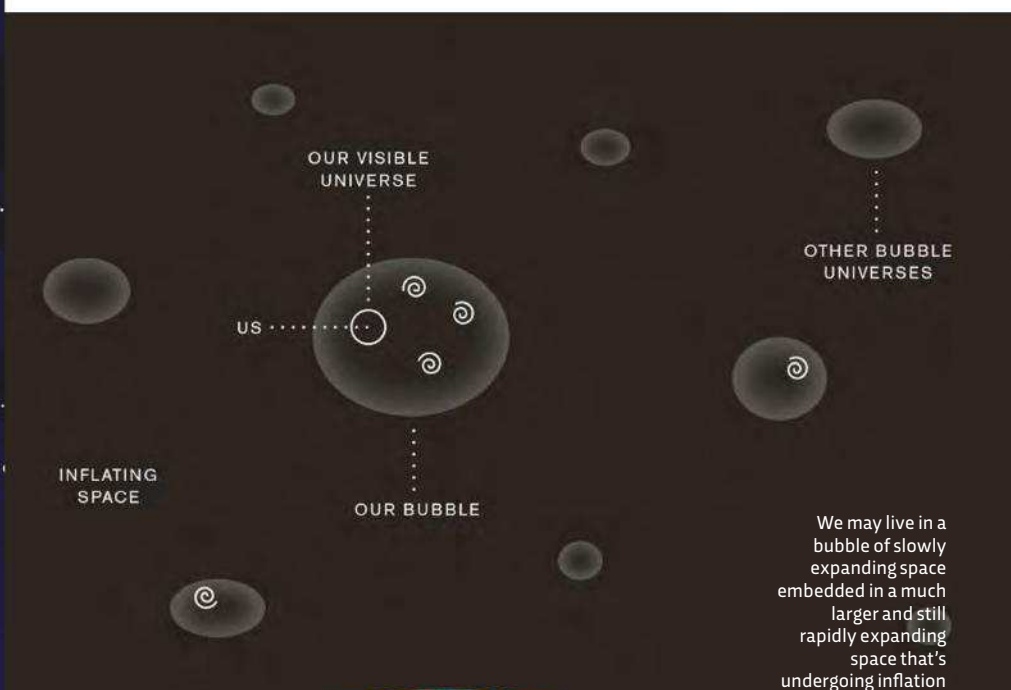 OUR VISIBLE
UNIVERSE
OTHER BUBBLE
UNIVERSES
US
INFLATING
SPACE
OUR BUBBLE
We may live in a
bubble of slowly
expanding space
embedded in a much
larger and still
rapidly expanding
space that's
undergoing inflation